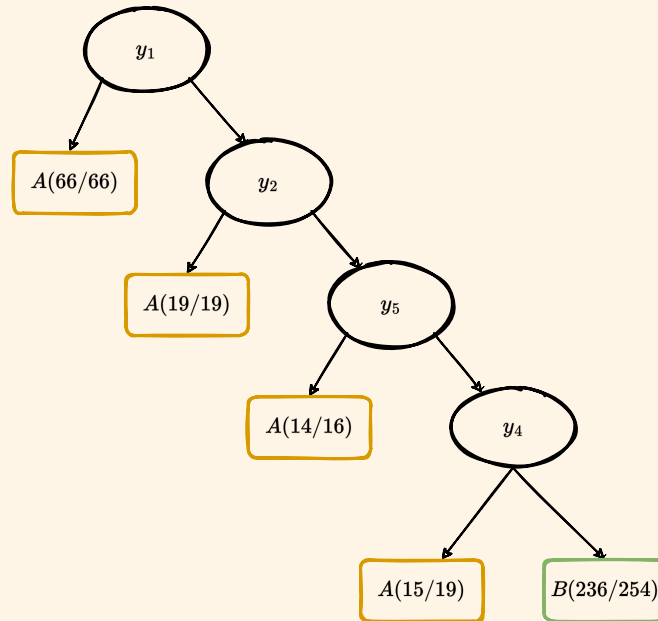 y₁
A(66/66)
y₂
A(19/19)
y₅
A(14/16)
y₄
A(15/19)
B(236/254)